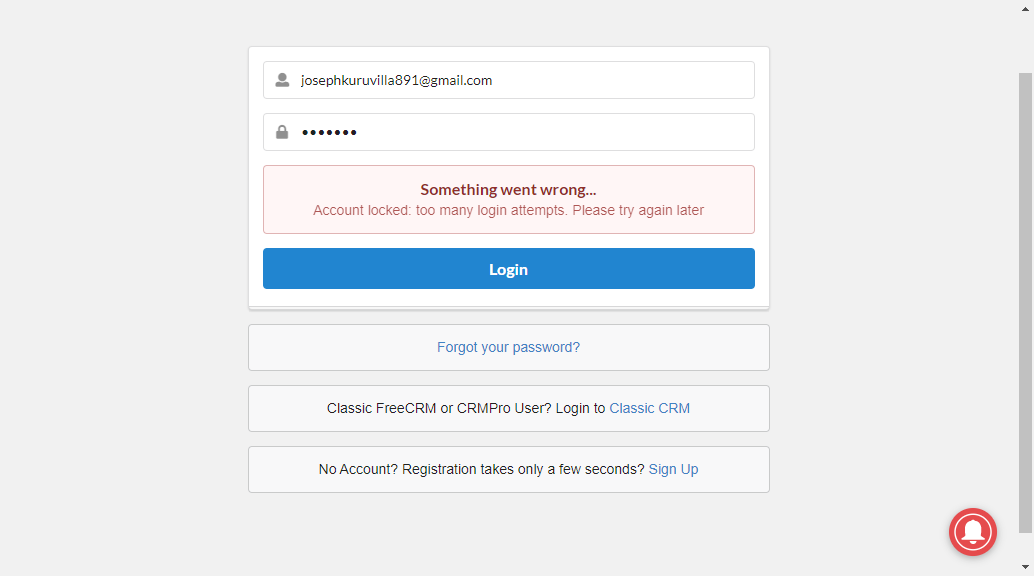 josephkuruvilla891@gmail.com
•••••••
Something went wrong...
Account locked: too many login attempts. Please try again later
Login
Forgot your password?
Classic FreeCRM or CRMPro User? Login to Classic CRM
No Account? Registration takes only a few seconds? Sign Up